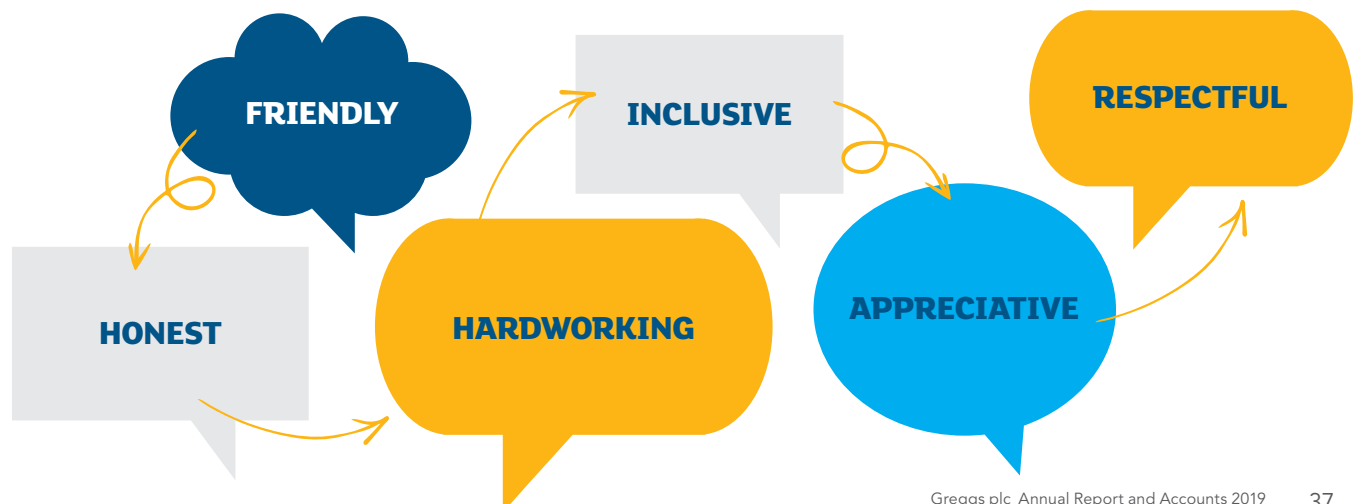 FRIENDLY
HONEST
HARDWORKING
INCLUSIVE
APPRECIATIVE
RESPECTFUL
Greggs plc Annual Report and Accounts 2019 37